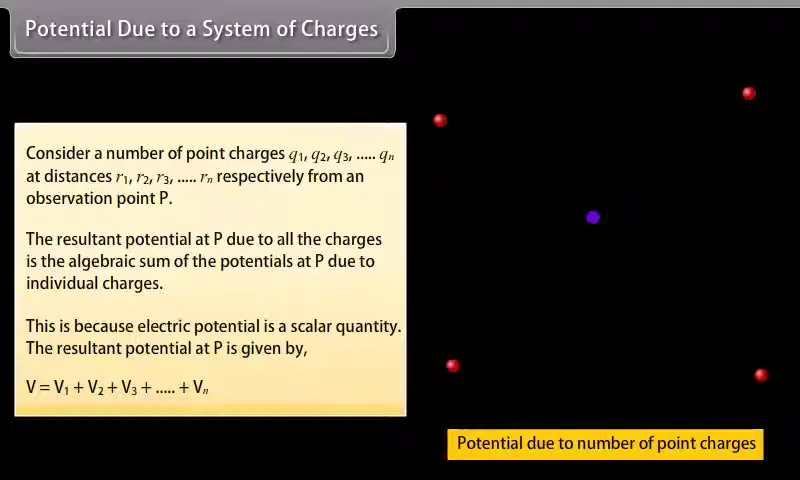 Potential Due to a System of Charges
Consider a number of point charges q₁, q₂, q₃, ..... qₙ
at distances r₁, r₂, r₃, ..... rₙ respectively from an
observation point P.
The resultant potential at P due to all the charges
is the algebraic sum of the potentials at P due to
individual charges.
This is because electric potential is a scalar quantity.
The resultant potential at P is given by,
V = V₁ + V₂ + V₃ + ..... + Vₙ
Potential due to number of point charges